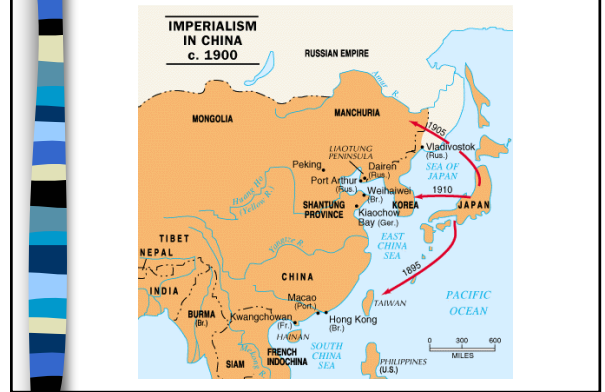 IMPERIALISM
IN CHINA
c. 1900
RUSSIAN EMPIRE
Amur R.
MONGOLIA
MANCHURIA
1905
LIAOTUNG
PENINSULA
Vladivostok
(Rus.)
Peking
Dairen
(Rus.)
SEA OF
JAPAN
Port Arthur
(Rus.)
Weihaiwei
(Br.)
1910
Huang Ho
(Yellow R.)
SHANTUNG
PROVINCE
KOREA
JAPAN
Kiaochow
Bay (Ger.)
TIBET
NEPAL
Yangtze R.
EAST
CHINA
SEA
CHINA
1895
INDIA
Macao
(Port.)
TAIWAN
PACIFIC
OCEAN
BURMA
(Br.)
Kwangchowan
(Fr.)
Hong Kong
(Br.)
HAINAN
0 300 600
MILES
Mekong R.
SIAM
FRENCH
INDOCHINA
SOUTH
CHINA
SEA
PHILIPPINES
(U.S.)